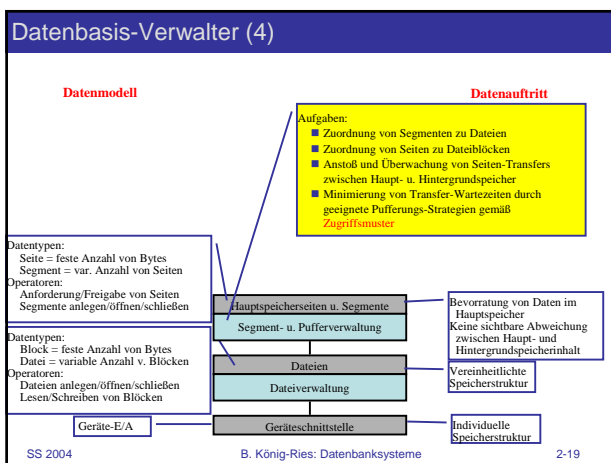 Datenbasis-Verwalter (4)
Datenmodell
Datenauftritt
Aufgaben:
Zuordnung von Segmenten zu Dateien
Zuordnung von Seiten zu Dateiblöcken
Anstoß und Überwachung von Seiten-Transfers
zwischen Haupt- u. Hintergrundspeicher
Minimierung von Transfer-Wartezeiten durch
geeignete Pufferungs-Strategien gemäß
Zugriffsmuster
Datentypen:
Seite = feste Anzahl von Bytes
Segment = var. Anzahl von Seiten
Operatoren:
Anforderung/Freigabe von Seiten
Segmente anlegen/öffnen/schließen
Hauptspeicherseiten u. Segmente
Segment- u. Pufferverwaltung
Bevorratung von Daten im
Hauptspeicher
Keine sichtbare Abweichung
zwischen Haupt- und
Hintergrundspeicherinhalt
Datentypen:
Block = feste Anzahl von Bytes
Datei = variable Anzahl v. Blöcken
Operatoren:
Dateien anlegen/öffnen/schließen
Lesen/Schreiben von Blöcken
Dateien
Dateiverwaltung
Vereinheitlichte
Speicherstruktur
Geräte-E/A
Geräteschnittstelle
Individuelle
Speicherstruktur
SS 2004
B. König-Ries: Datenbanksysteme
2-19